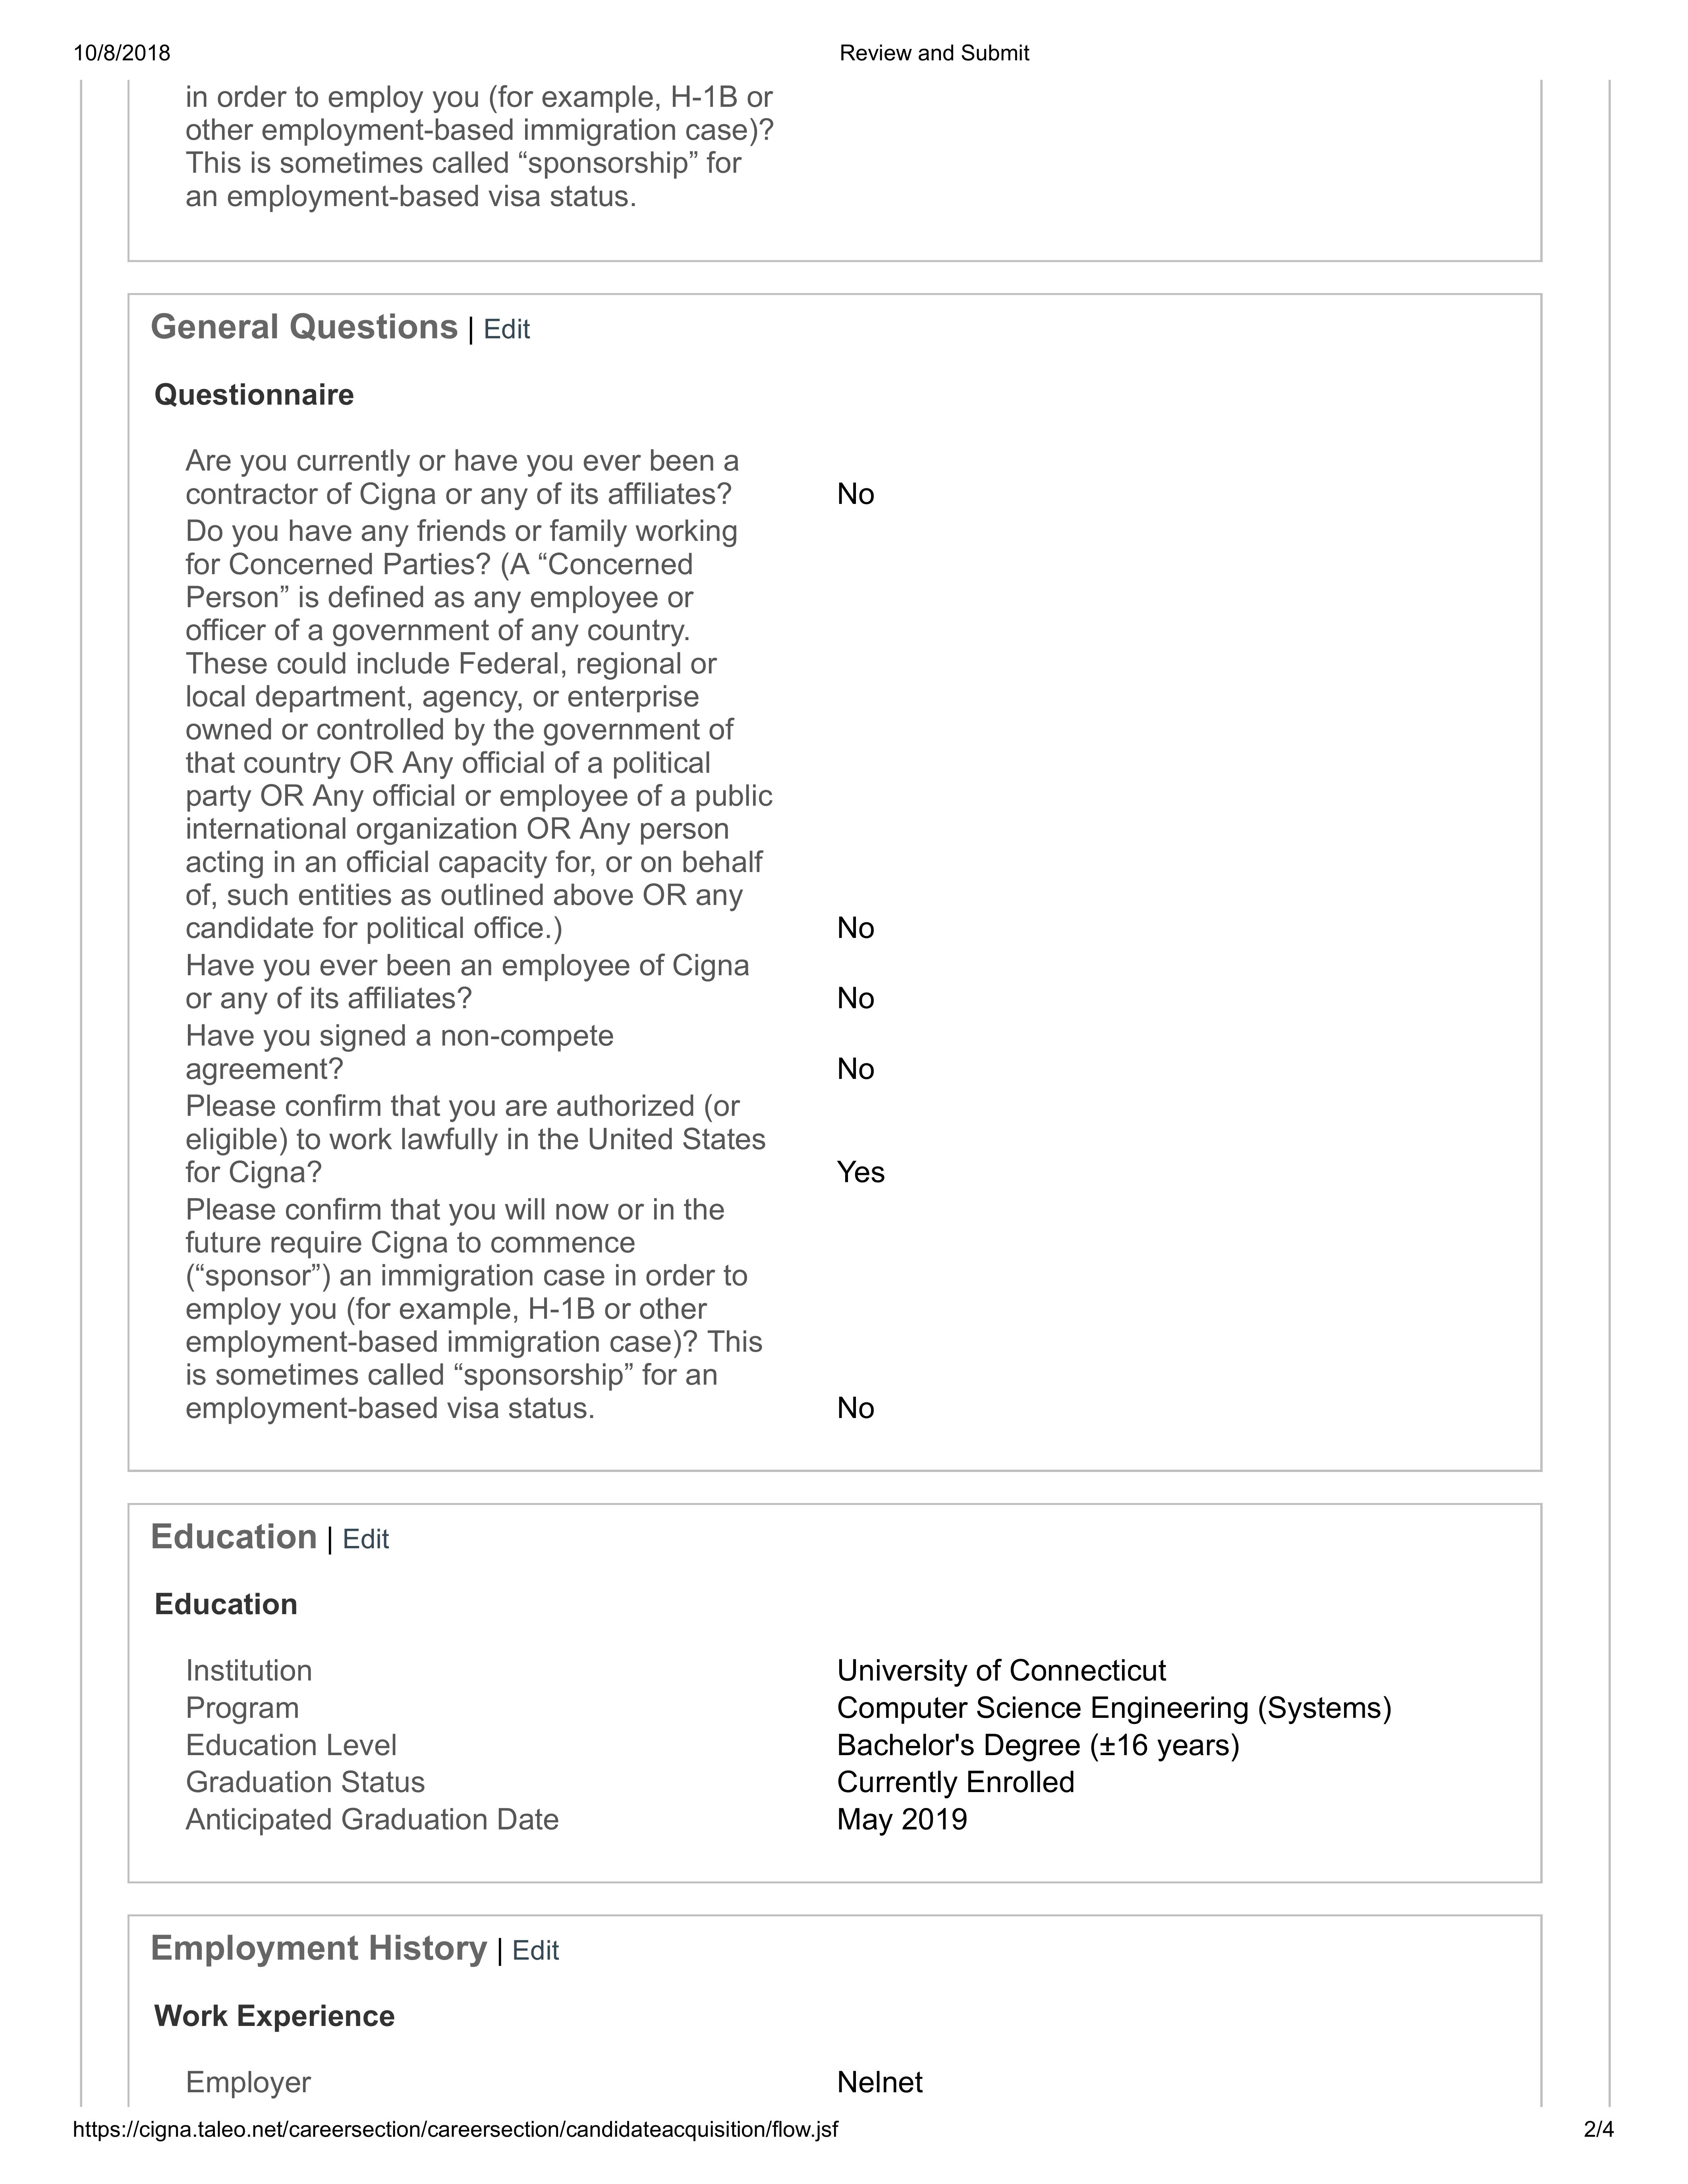 10/8/2018 Review and Submit
in order to employ you (for example, H-1B or
other employment-based immigration case)?
This is sometimes called “sponsorship” for
an employment-based visa status.
General Questions | Edit
Questionnaire
Are you currently or have you ever been a
contractor of Cigna or any of its affiliates? No
Do you have any friends or family working
for Concerned Parties? (A “Concerned
Person” is defined as any employee or
officer of a government of any country.
These could include Federal, regional or
local department, agency, or enterprise
owned or controlled by the government of
that country OR Any official of a political
party OR Any official or employee of a public
international organization OR Any person
acting in an official capacity for, or on behalf
of, such entities as outlined above OR any
candidate for political office.) No
Have you ever been an employee of Cigna
or any of its affiliates? No
Have you signed a non-compete
agreement? No
Please confirm that you are authorized (or
eligible) to work lawfully in the United States
for Cigna? Yes
Please confirm that you will now or in the
future require Cigna to commence
(“sponsor”) an immigration case in order to
employ you (for example, H-1B or other
employment-based immigration case)? This
is sometimes called “sponsorship” for an
employment-based visa status. No
Education | Edit
Education
Institution University of Connecticut
Program Computer Science Engineering (Systems)
Education Level Bachelor's Degree (±16 years)
Graduation Status Currently Enrolled
Anticipated Graduation Date May 2019
Employment History | Edit
Work Experience
Employer Nelnet
https://cigna.taleo.net/careersection/careersection/candidateacquisition/flow.jsf 2/4